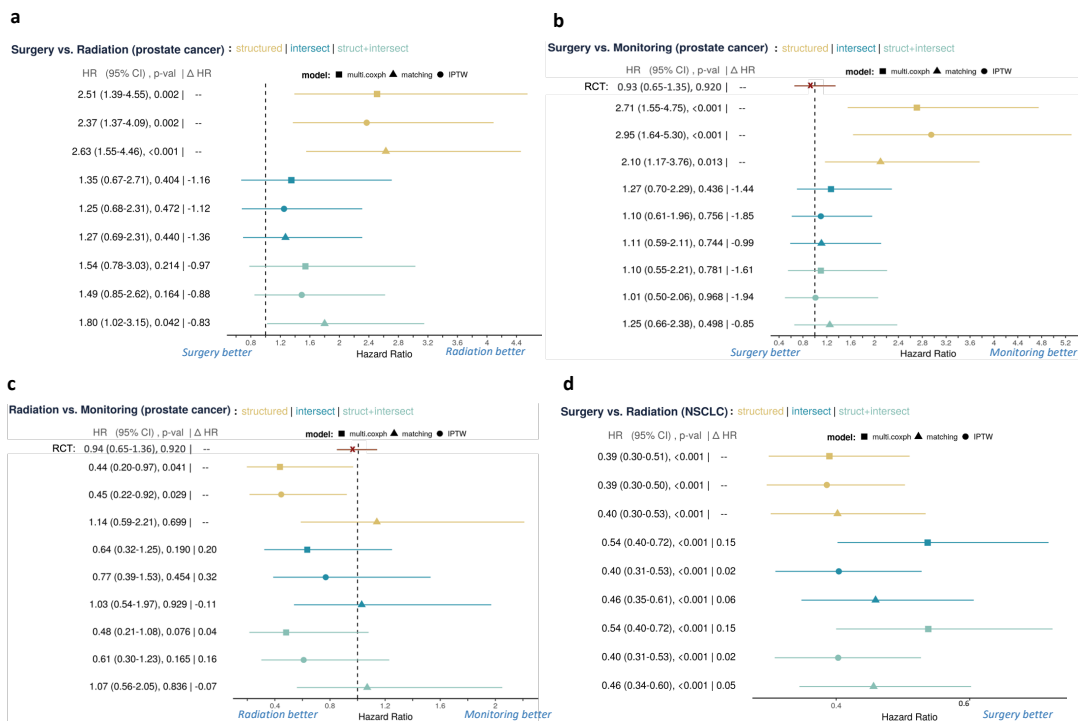 a
Surgery vs. Radiation (prostate cancer) : structured | intersect | struct+intersect
HR (95% CI) , p-val | Δ HR
model: multi.coxph matching IPTW
2.51 (1.39-4.55), 0.002 | --
2.37 (1.37-4.09), 0.002 | --
2.63 (1.55-4.46), <0.001 | --
1.35 (0.67-2.71), 0.404 | -1.16
1.25 (0.68-2.31), 0.472 | -1.12
1.27 (0.69-2.31), 0.440 | -1.36
1.54 (0.78-3.03), 0.214 | -0.97
1.49 (0.85-2.62), 0.164 | -0.88
1.80 (1.02-3.15), 0.042 | -0.83
1.2 1.6 2 2.4 2.8 3.2 3.6 4 4.4
Surgery better Hazard Ratio Radiation better
b
Surgery vs. Monitoring (prostate cancer) : structured | intersect | struct+intersect
HR (95% CI) , p-val | Δ HR
model: multi.coxph matching IPTW
RCT: 0.93 (0.65-1.35), 0.920 | --
2.71 (1.55-4.75), <0.001 | --
2.95 (1.64-5.30), <0.001 | --
2.10 (1.17-3.76), 0.013 | --
1.27 (0.70-2.29), 0.436 | -1.44
1.10 (0.61-1.96), 0.756 | -1.85
1.11 (0.59-2.11), 0.744 | -0.99
1.10 (0.55-2.21), 0.781 | -1.61
1.01 (0.50-2.06), 0.968 | -1.94
1.25 (0.66-2.38), 0.498 | -0.85
0.4 0.8 1.2 1.6 2 2.4 2.8 3.2 3.6 4 4.4 4.8 5.2
Surgery better Hazard Ratio Monitoring better
c
Radiation vs. Monitoring (prostate cancer) : structured | intersect | struct+intersect
HR (95% CI) , p-val | Δ HR
model: multi.coxph matching IPTW
RCT: 0.94 (0.65-1.36), 0.920 | --
0.44 (0.20-0.97), 0.041 | --
0.45 (0.22-0.92), 0.029 | --
1.14 (0.59-2.21), 0.699 | --
0.64 (0.32-1.25), 0.190 | 0.20
0.77 (0.39-1.53), 0.454 | 0.32
1.03 (0.54-1.97), 0.929 | -0.11
0.48 (0.21-1.08), 0.076 | 0.04
0.61 (0.30-1.23), 0.165 | 0.16
1.07 (0.56-2.05), 0.836 | -0.07
0.4 0.8 1.2 1.6 2
Radiation better Hazard Ratio Monitoring better
d
Surgery vs. Radiation (NSCLC) : structured | intersect | struct+intersect
HR (95% CI) , p-val | Δ HR
model: multi.coxph matching IPTW
0.39 (0.30-0.51), <0.001 | --
0.39 (0.30-0.50), <0.001 | --
0.40 (0.30-0.53), <0.001 | --
0.54 (0.40-0.72), <0.001 | 0.15
0.40 (0.31-0.53), <0.001 | 0.02
0.46 (0.35-0.61), <0.001 | 0.06
0.54 (0.40-0.72), <0.001 | 0.15
0.40 (0.31-0.53), <0.001 | 0.02
0.46 (0.34-0.60), <0.001 | 0.05
0.4 0.6
Hazard Ratio Surgery better